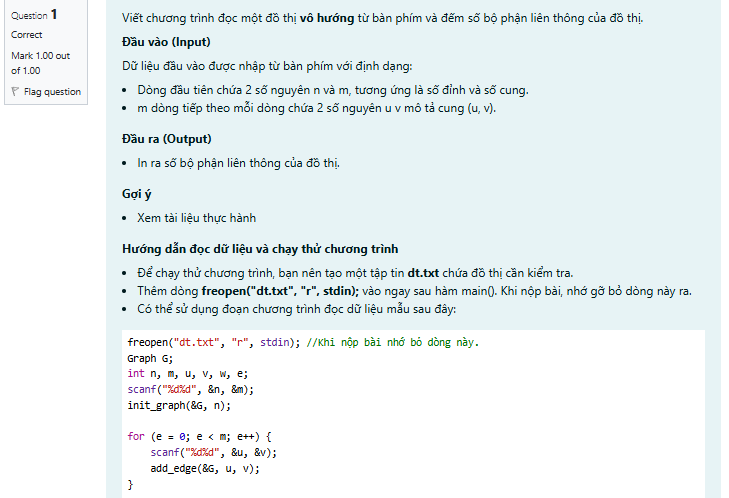 Question 1
Correct
Mark 1.00 out
of 1.00
Flag question
Viết chương trình đọc một đồ thị vô hướng từ bàn phím và đếm số bộ phận liên thông của đồ thị.
Đầu vào (Input)
Dữ liệu đầu vào được nhập từ bàn phím với định dạng:
• Dòng đầu tiên chứa 2 số nguyên n và m, tương ứng là số đỉnh và số cung.
• m dòng tiếp theo mỗi dòng chứa 2 số nguyên u v mô tả cung (u, v).
Đầu ra (Output)
• In ra số bộ phận liên thông của đồ thị.
Gợi ý
• Xem tài liệu thực hành
Hướng dẫn đọc dữ liệu và chạy thử chương trình
• Để chạy thử chương trình, bạn nên tạo một tập tin dt.txt chứa đồ thị cần kiểm tra.
• Thêm dòng freopen("dt.txt", "r", stdin); vào ngay sau hàm main(). Khi nộp bài, nhớ gỡ bỏ dòng này ra.
• Có thể sử dụng đoạn chương trình đọc dữ liệu mẫu sau đây:
freopen("dt.txt", "r", stdin); //Khi nộp bài nhớ bỏ dòng này.
Graph G;
int n, m, u, v, w, e;
scanf("%d%d", &n, &m);
init_graph(&G, n);
for (e = 0; e < m; e++) {
    scanf("%d%d", &u, &v);
    add_edge(&G, u, v);
}